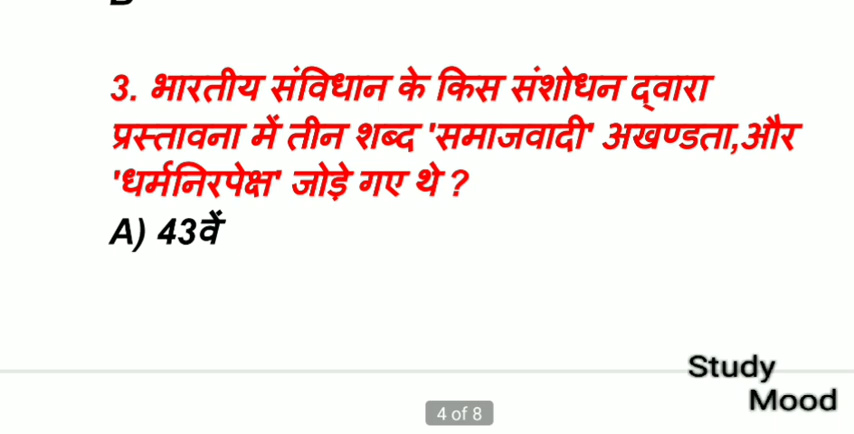 3. भारतीय संविधान के किस संशोधन द्वारा
प्रस्तावना में तीन शब्द 'समाजवादी' अखण्डता,और
'धर्मनिरपेक्ष' जोड़े गए थे ?
A) 43वें
Study
Mood
4 of 8